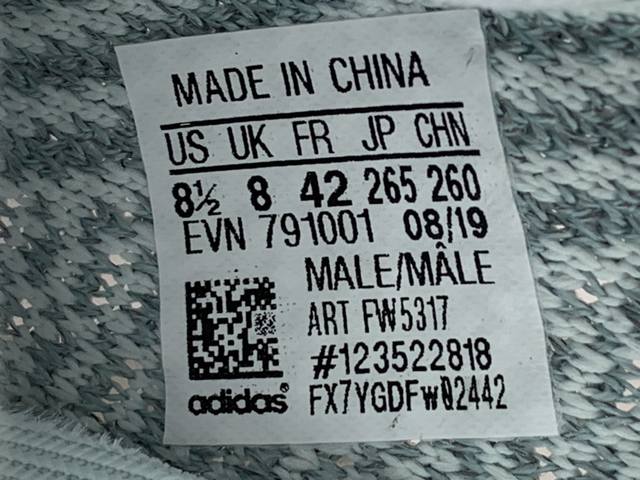 MADE IN CHINA
US UK FR JP CHN
8½ 8 42 265 260
EVN 791001 08/19
MALE/MÂLE
ART FW5317
#123522818
adidas® FX7YGDFW02442